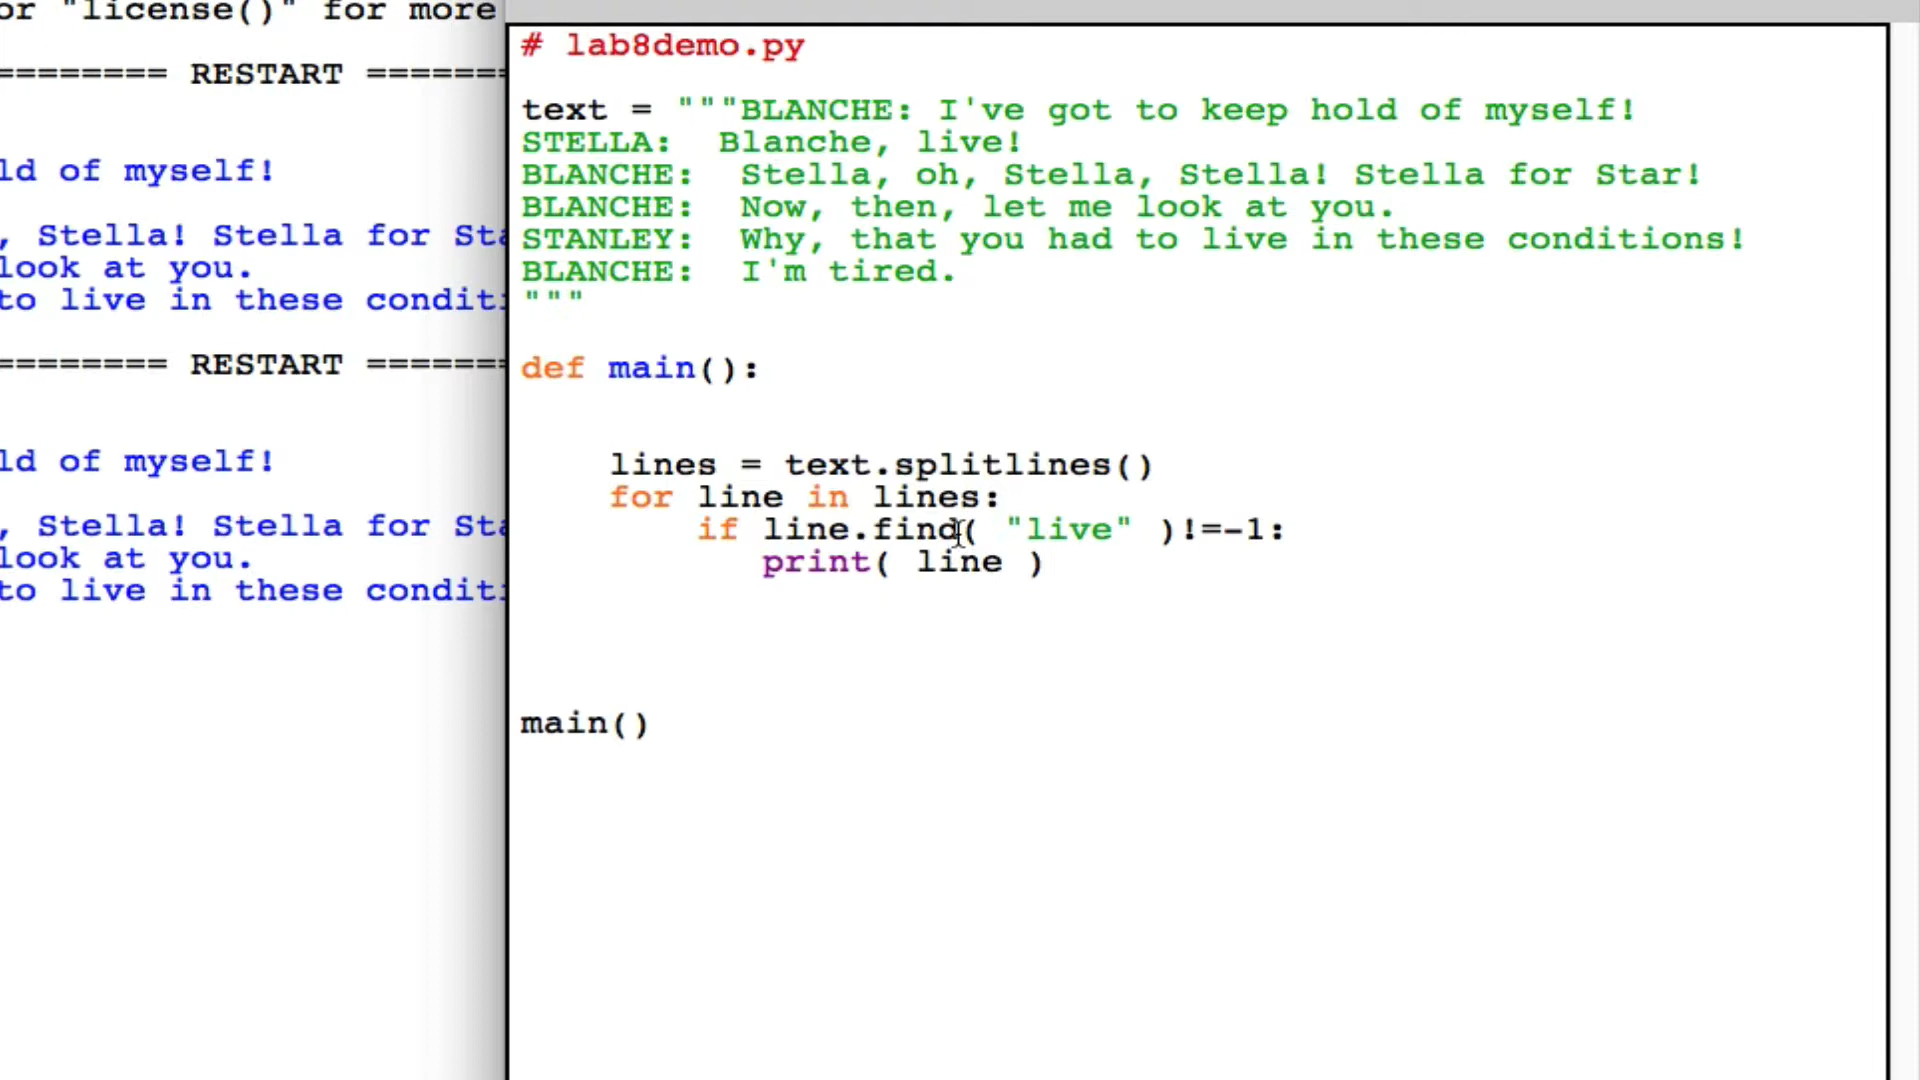 or "license()" for more
======== RESTART =======
ld of myself!
, Stella! Stella for Sta
look at you.
to live in these conditi
======== RESTART =======
ld of myself!
, Stella! Stella for Sta
look at you.
to live in these conditi
# lab8demo.py
text = """BLANCHE: I've got to keep hold of myself!
STELLA:  Blanche, live!
BLANCHE:  Stella, oh, Stella, Stella! Stella for Star!
BLANCHE:  Now, then, let me look at you.
STANLEY:  Why, that you had to live in these conditions!
BLANCHE:  I'm tired.
"""
def main():
    lines = text.splitlines()
    for line in lines:
        if line.find( "live" )!=-1:
           print( line )
main()